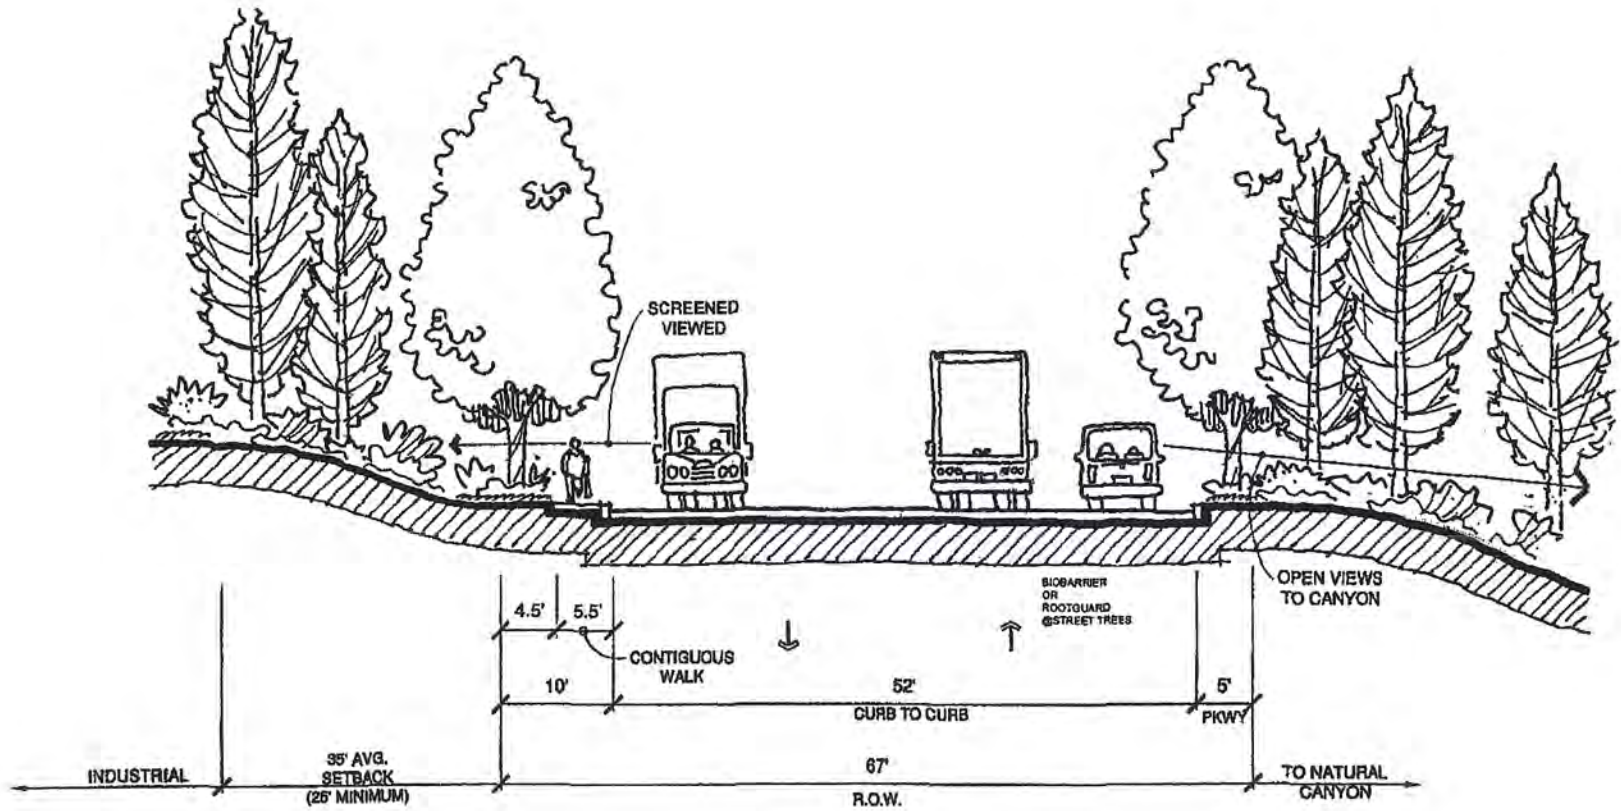 SCREENED
VIEWED
BIOBARRIER
OR
ROOTGUARD
@STREET TREES
OPEN VIEWS
TO CANYON
4.5'
5.5'
CONTIGUOUS
WALK
10'
52'
CURB TO CURB
5'
PKWY
INDUSTRIAL
35' AVG.
SETBACK
(25' MINIMUM)
67'
R.O.W.
TO NATURAL
CANYON